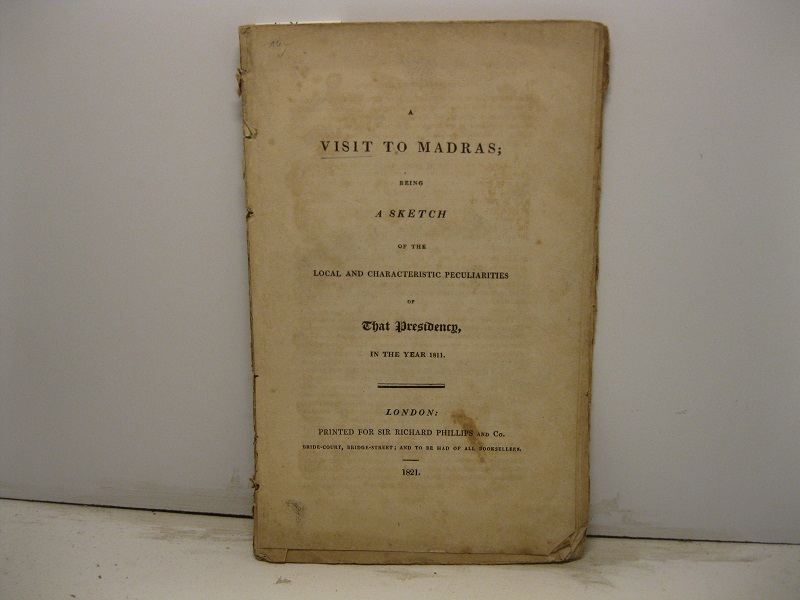 A
VISIT TO MADRAS;
BEING
A SKETCH
OF THE
LOCAL AND CHARACTERISTIC PECULIARITIES
OF
That Presidency,
IN THE YEAR 1811.
LONDON:
PRINTED FOR SIR RICHARD PHILLIPS AND Co.
BRIDE-COURT, BRIDGE-STREET; AND TO BE HAD OF ALL BOOKSELLERS.
1821.